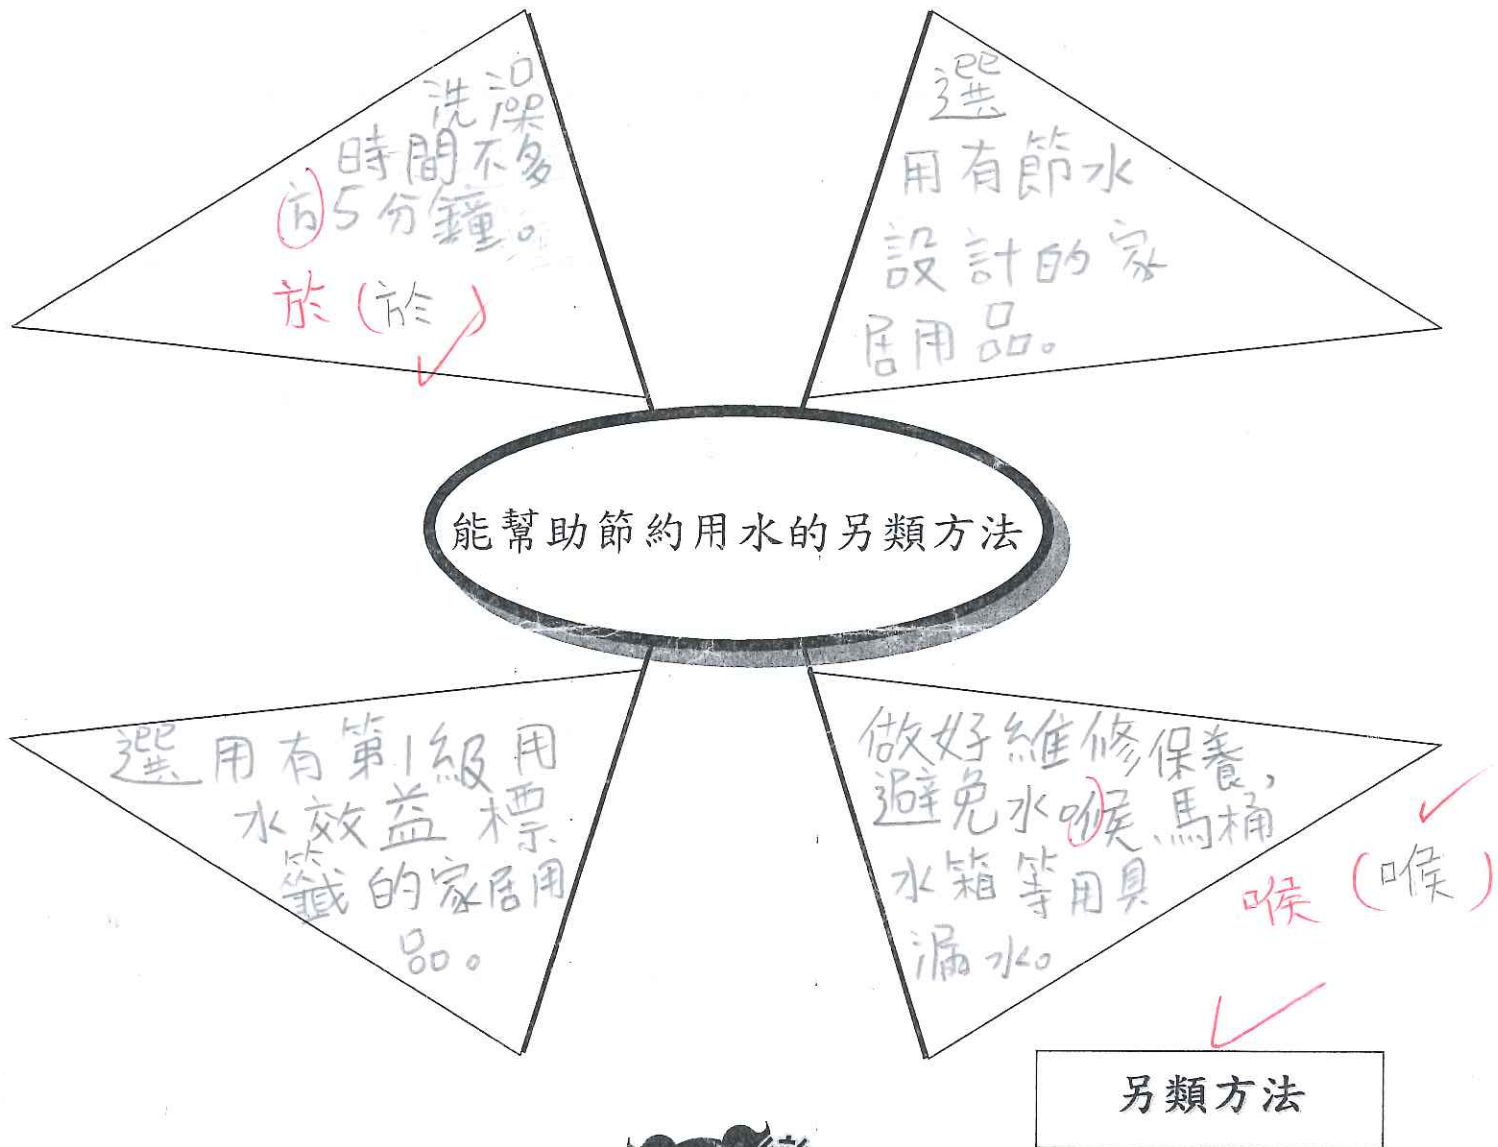 洗澡
時間不多
5分鐘。
於(於)
選
用有節水
設計的家
居用品。
能幫助節約用水的另類方法
選用有第1級用
水效益標
籤的家居用
品。
做好維修保養,
避免水喉、馬桶
水箱等用具
漏水。
喉(喉)
另類方法